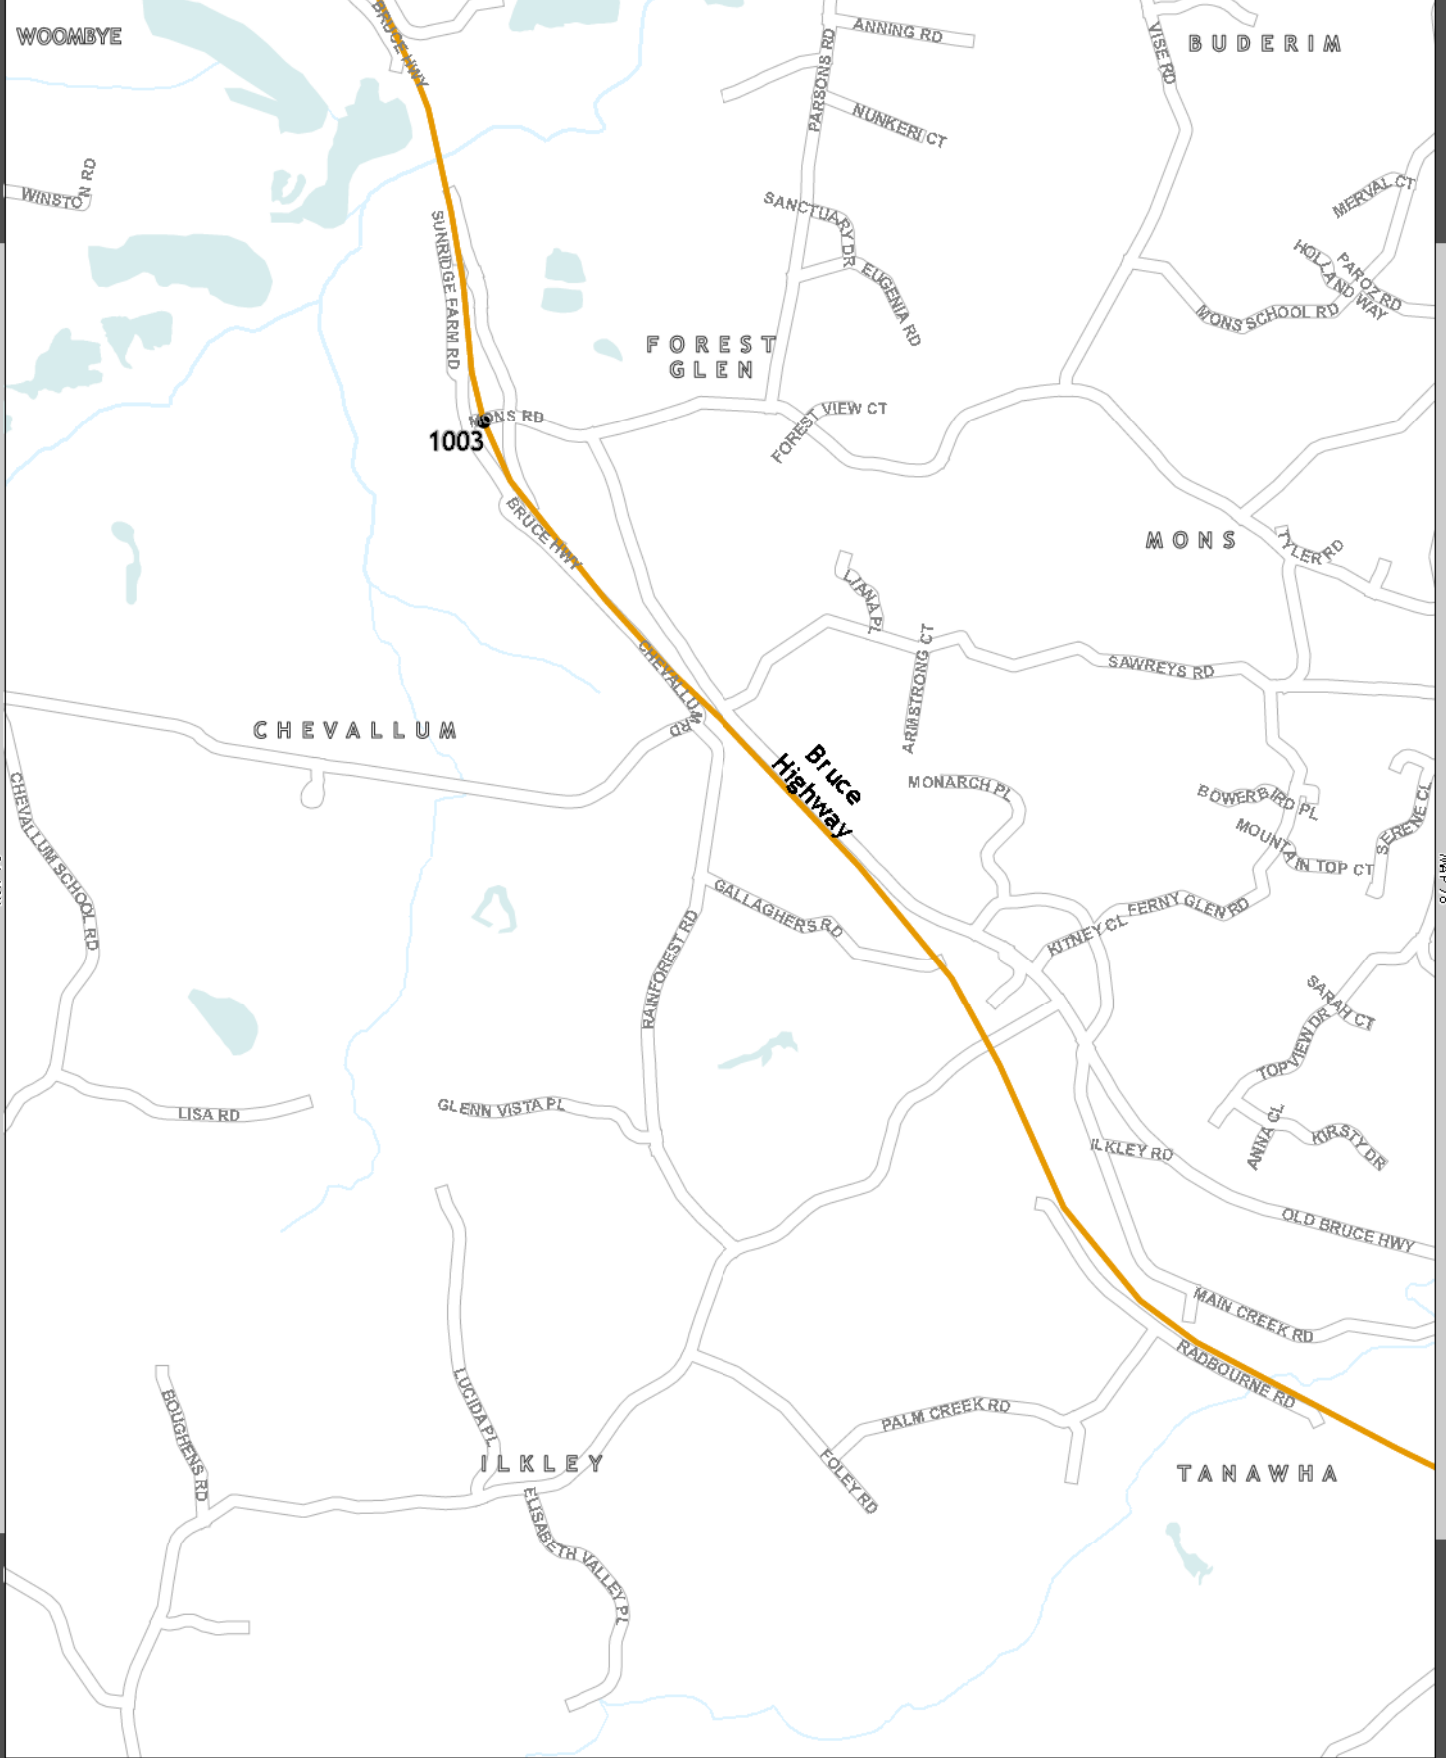 BRUCE HWY
WOOMBYE
ANNING RD
VISE RD
BUDERIM
PARSONS RD
NUNKERI CT
WINSTON RD
MERVAL CT
SANCTUARY DR
SUNRIDGE FARM RD
HOLLAND WAY
PAROZ RD
EUGENIA RD
MONS SCHOOL RD
FOREST
GLEN
MONS RD
FOREST VIEW CT
1003
BRUCE HWY
MONS
TYLER RD
LIANA PL
ARMSTRONG CT
SAWREYS RD
CHEVALLUM RD
CHEVALLUM
Bruce
Highway
MONARCH PL
CHEVALLUM SCHOOL RD
BOWERBIRD PL
SERENE CL
MOUNTAIN TOP CT
GALLAGHERS RD
FERNY GLEN RD
KITNEY CL
RAINFOREST RD
SARAH CT
TOPVIEW DR
LISA RD
GLENN VISTA PL
ANNA CL
KIRSTY DR
ILKLEY RD
OLD BRUCE HWY
MAIN CREEK RD
RADBOURNE RD
LUCIDA PL
BOUGHENS RD
PALM CREEK RD
FOLEY RD
ILKLEY
TANAWHA
ELISABETH VALLEY PL